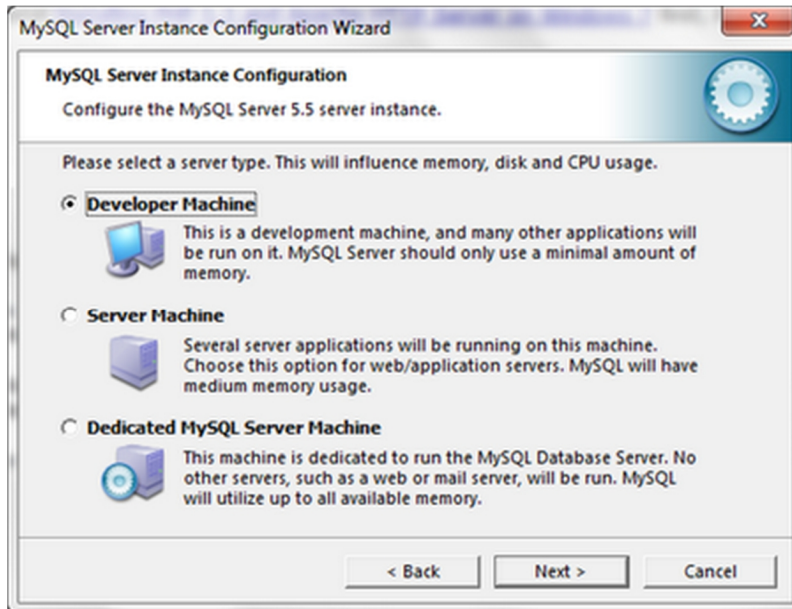 MySQL Server Instance Configuration Wizard
MySQL Server Instance Configuration
Configure the MySQL Server 5.5 server instance.
Please select a server type. This will influence memory, disk and CPU usage.
Developer Machine
This is a development machine, and many other applications will
be run on it. MySQL Server should only use a minimal amount of
memory.
Server Machine
Several server applications will be running on this machine.
Choose this option for web/application servers. MySQL will have
medium memory usage.
Dedicated MySQL Server Machine
This machine is dedicated to run the MySQL Database Server. No
other servers, such as a web or mail server, will be run. MySQL
will utilize up to all available memory.
< Back
Next >
Cancel